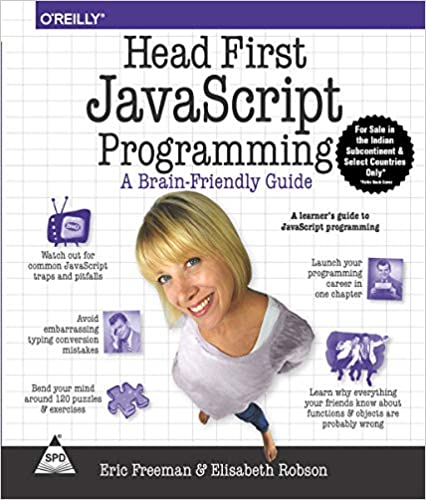 O'REILLY®
Head First
JavaScript
Programming
A Brain-Friendly Guide
For Sale in
the Indian
Subcontinent &
Select Countries
Only*
*Refer Back Cover
A learner's guide to
JavaScript programming
Watch out for
common JavaScript
traps and pitfalls
Launch your
programming
career in
one chapter
Avoid
embarrassing
typing conversion
mistakes
Bend your mind
around 120 puzzles
& exercises
Learn why everything
your friends know about
functions & objects are
probably wrong
SPD
Eric Freeman & Elisabeth Robson